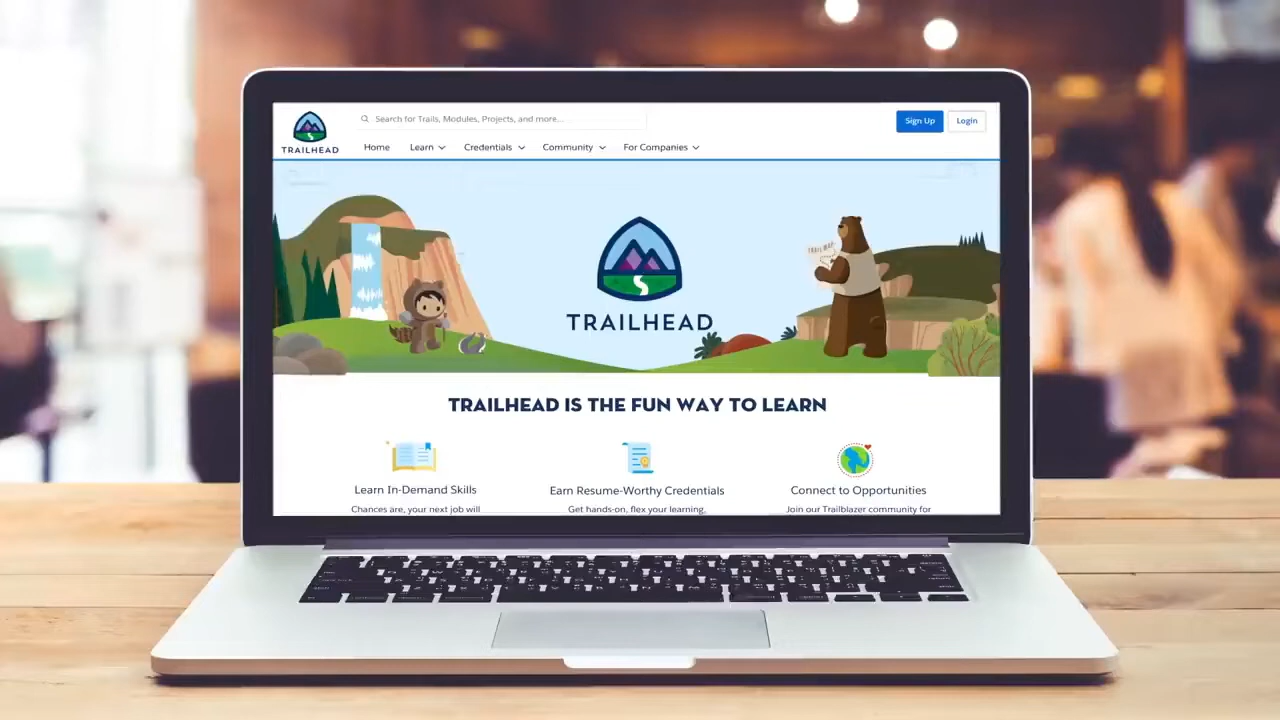 Search for Trails, Modules, Projects, and more...
Sign Up
Login
TRAILHEAD
Home
Learn
Credentials
Community
For Companies
TRAIL MAP
TRAILHEAD
TRAILHEAD IS THE FUN WAY TO LEARN
Learn In-Demand Skills
Earn Resume-Worthy Credentials
Connect to Opportunities
Chances are, your next job will
Get hands-on, flex your learning,
Join our Trailblazer community for